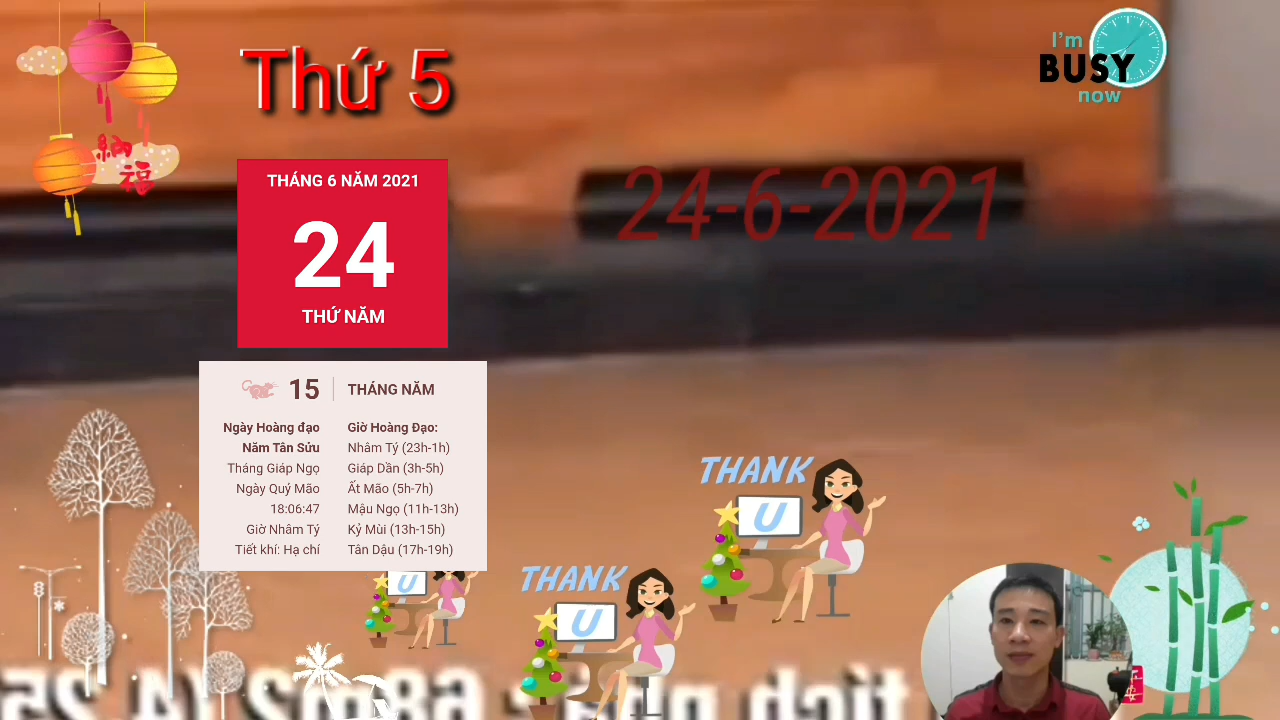 Thứ 5
I'm
BUSY
now
納
福
THÁNG 6 NĂM 2021
24
THỨ NĂM
24-6-2021
15 THÁNG NĂM
Ngày Hoàng đạo
Năm Tân Sửu
Tháng Giáp Ngọ
Ngày Quý Mão
18:06:47
Giờ Nhâm Tý
Tiết khí: Hạ chí
Giờ Hoàng Đạo:
Nhâm Tý (23h-1h)
Giáp Dần (3h-5h)
Ất Mão (5h-7h)
Mậu Ngọ (11h-13h)
Kỷ Mùi (13h-15h)
Tân Dậu (17h-19h)
THANK
U
THANK
U
U